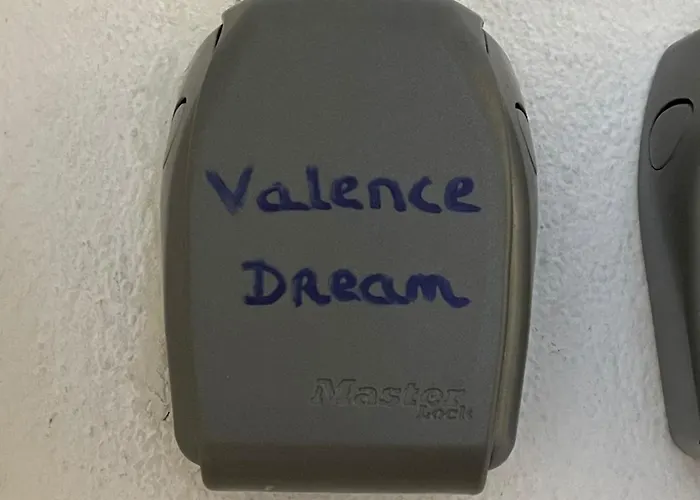 Valence
Dream
Master
Lock